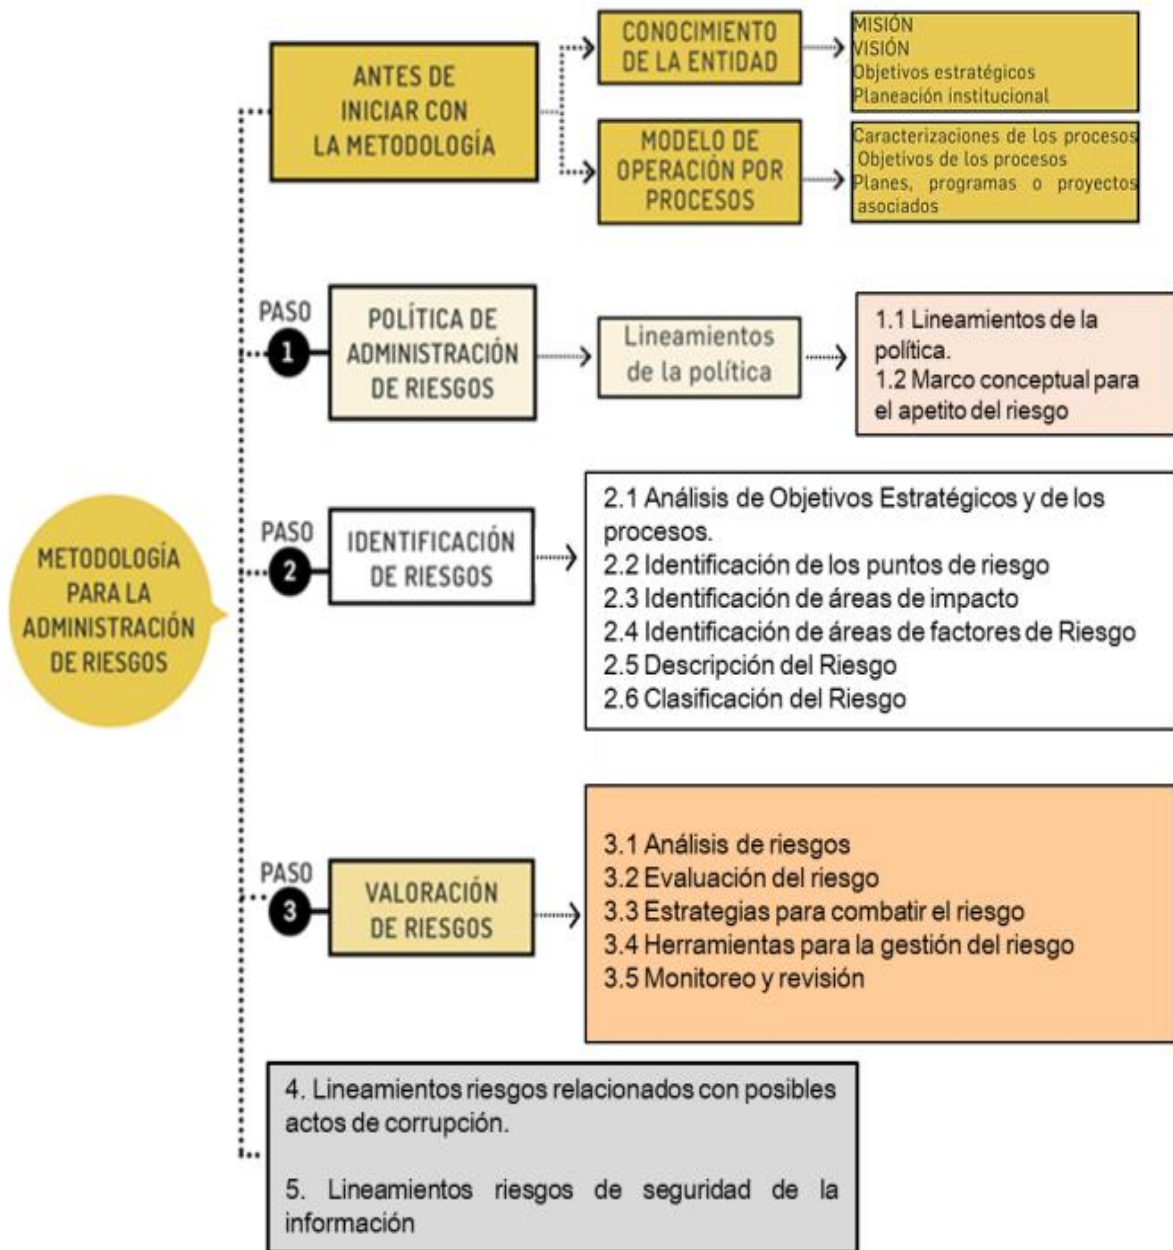 ANTES DE
INICIAR CON
LA METODOLOGÍA
CONOCIMIENTO
DE LA ENTIDAD
MISIÓN
VISIÓN
Objetivos estratégicos
Planeación institucional
MODELO DE
OPERACIÓN POR
PROCESOS
Caracterizaciones de los procesos
Objetivos de los procesos
Planes, programas o proyectos
asociados
PASO
1
POLÍTICA DE
ADMINISTRACIÓN
DE RIESGOS
Lineamientos
de la política
1.1 Lineamientos de la
política.
1.2 Marco conceptual para
el apetito del riesgo
METODOLOGÍA
PARA LA
ADMINISTRACIÓN
DE RIESGOS
PASO
2
IDENTIFICACIÓN
DE RIESGOS
2.1 Análisis de Objetivos Estratégicos y de los
procesos.
2.2 Identificación de los puntos de riesgo
2.3 Identificación de áreas de impacto
2.4 Identificación de áreas de factores de Riesgo
2.5 Descripción del Riesgo
2.6 Clasificación del Riesgo
PASO
3
VALORACIÓN
DE RIESGOS
3.1 Análisis de riesgos
3.2 Evaluación del riesgo
3.3 Estrategias para combatir el riesgo
3.4 Herramientas para la gestión del riesgo
3.5 Monitoreo y revisión
4. Lineamientos riesgos relacionados con posibles
actos de corrupción.
5. Lineamientos riesgos de seguridad de la
información